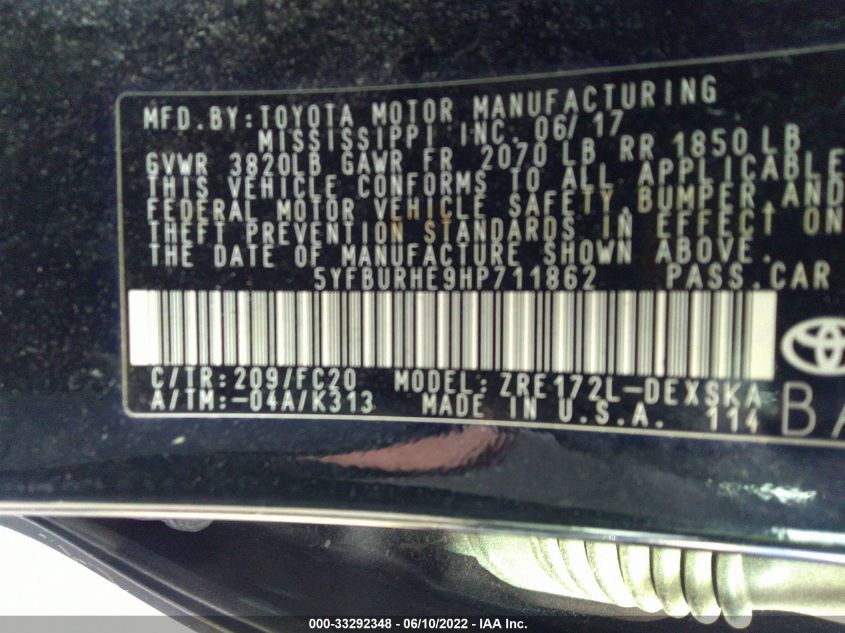 MFD. BY: TOYOTA MOTOR MANUFACTURING
MISSISSIPPI INC. 06/17
GVWR 3820LB GAWR FR 2070 LB RR 1850 LB
THIS VEHICLE CONFORMS TO ALL APPLICABLE
FEDERAL MOTOR VEHICLE SAFETY, BUMPER, AND
THEFT PREVENTION STANDARDS IN EFFECT ON
THE DATE OF MANUFACTURE SHOWN ABOVE.
5YFBURHE9HP711862 PASS. CAR
C/TR: 209/FC20 MODEL: ZRE172L-DEXSKA
A/TM: -04A/K313 MADE IN U.S.A. 114
BA
000-33292348 - 06/10/2022 - IAA Inc.